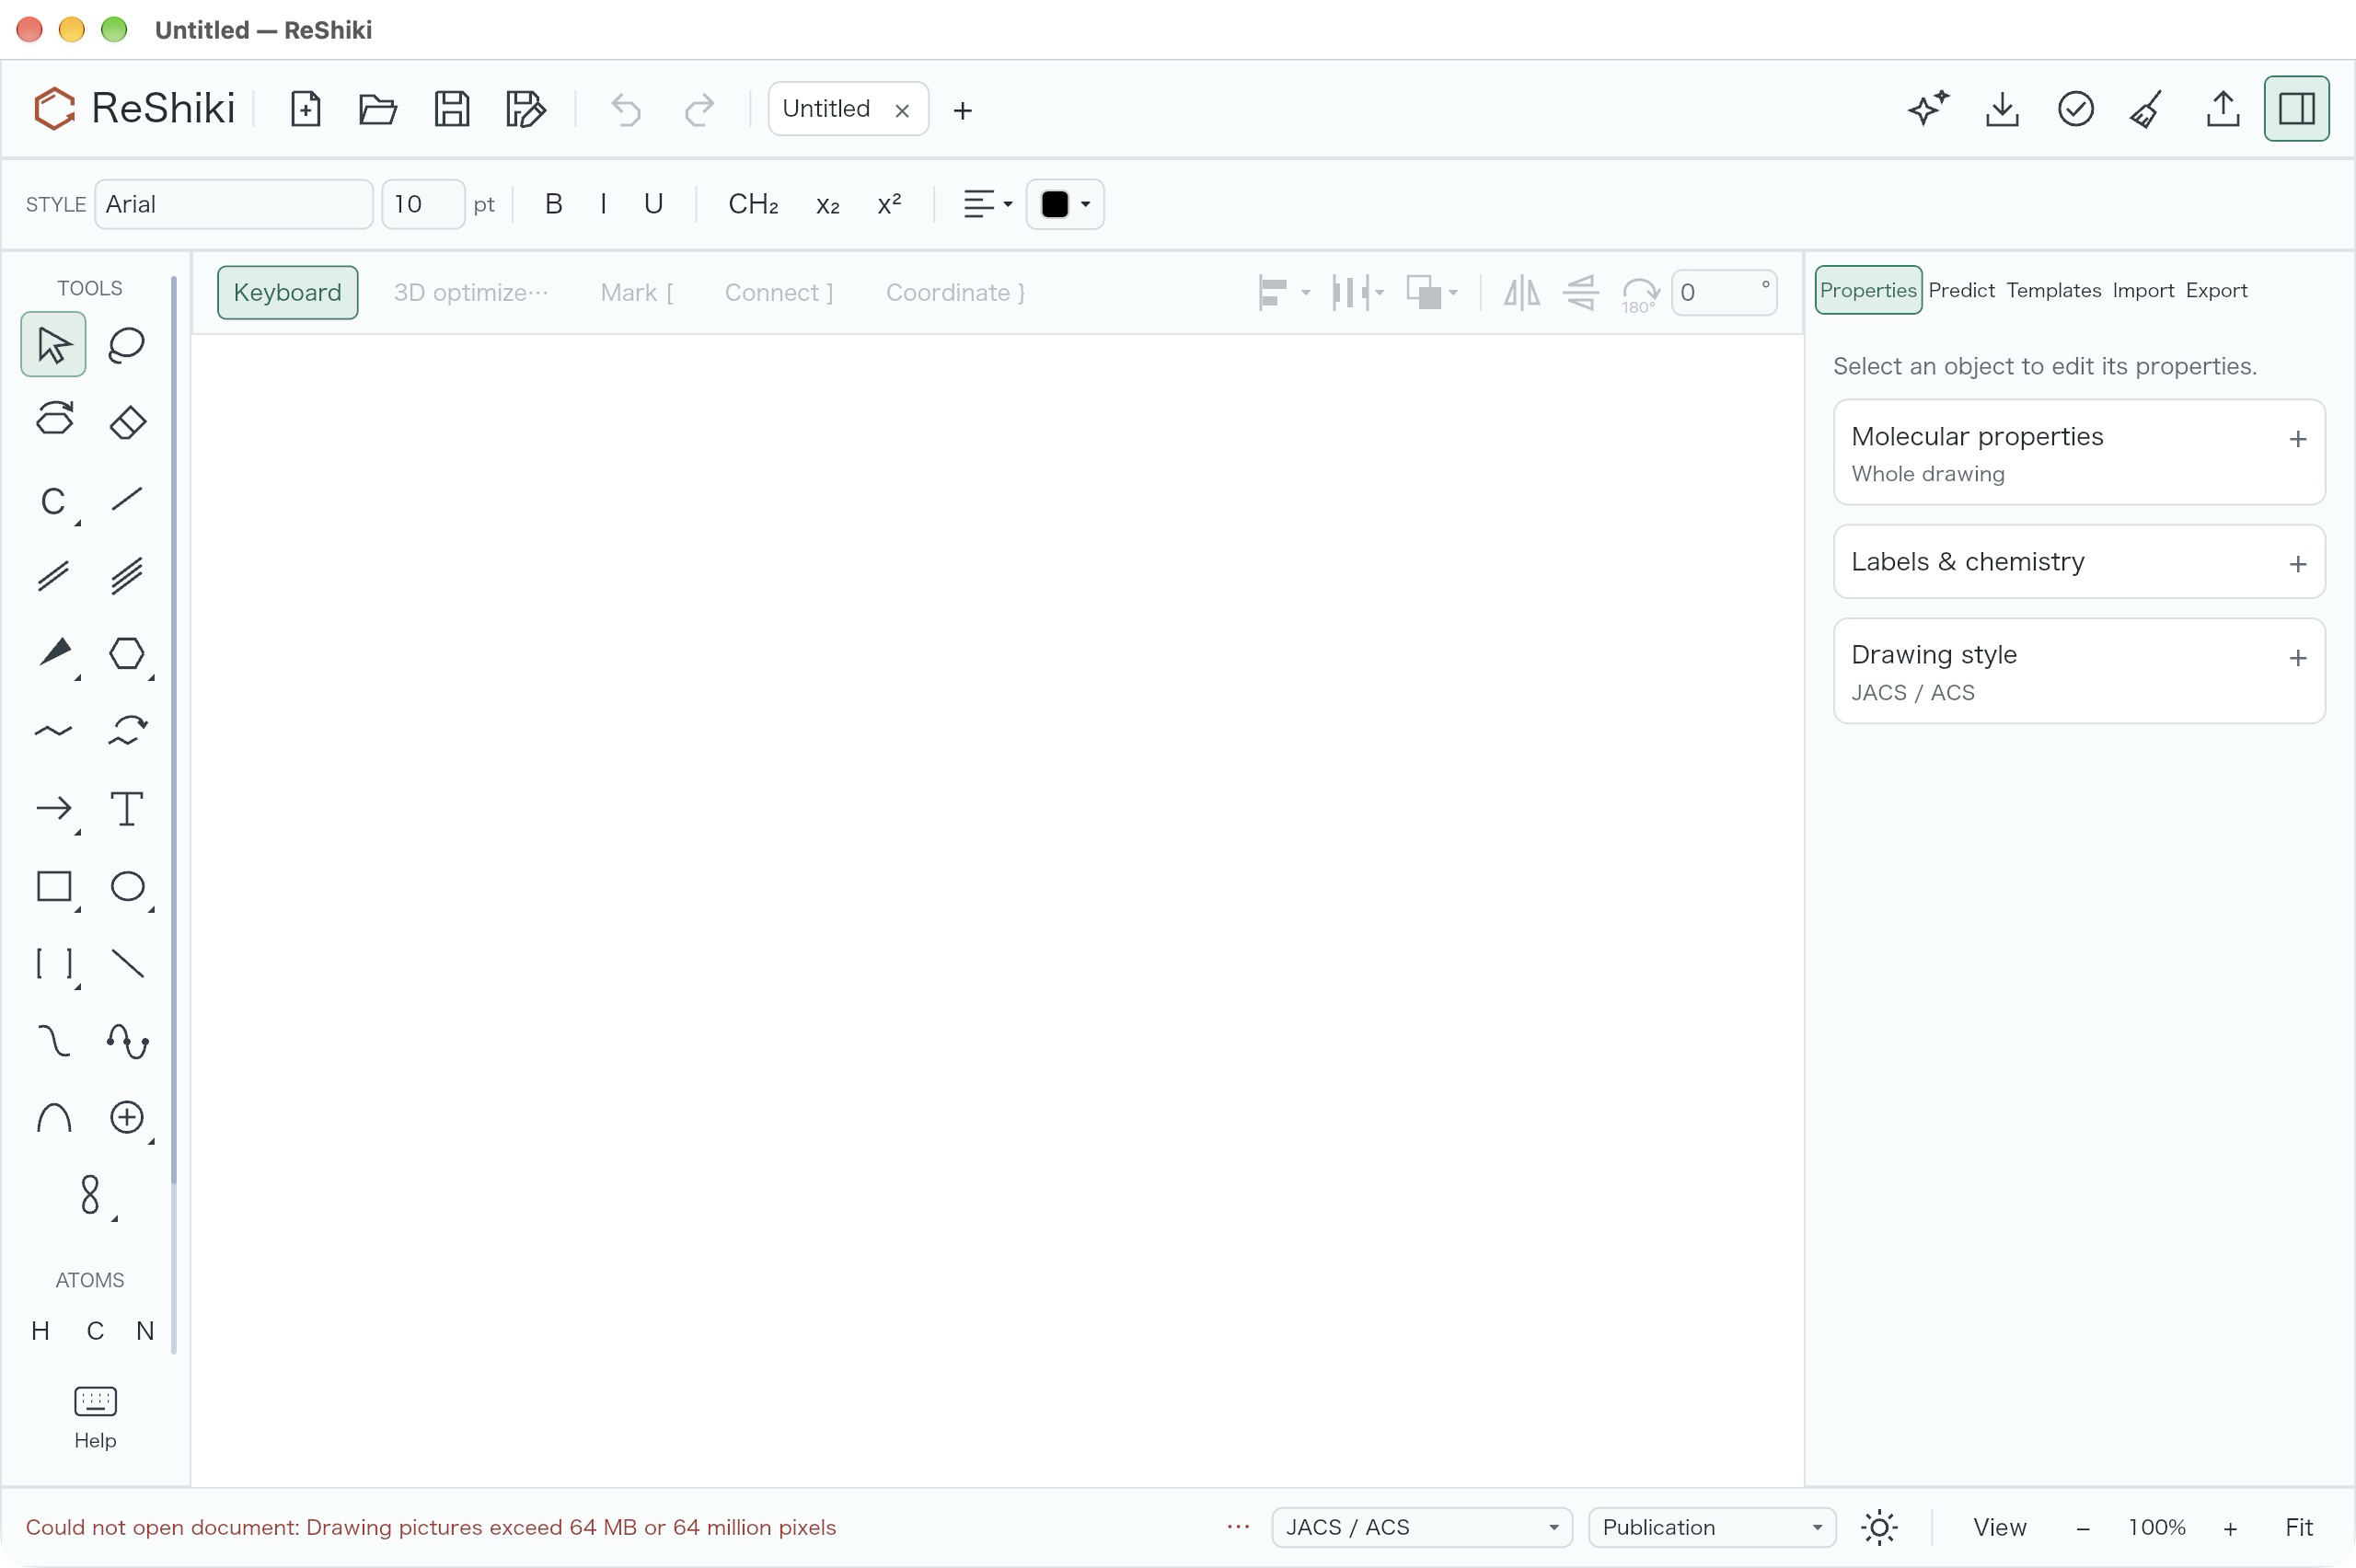 Untitled — ReShiki
ReShiki
Untitled × +
STYLE Arial 10 pt B I U CH₂ x₂ x²
TOOLS
Keyboard 3D optimize… Mark [ Connect ] Coordinate } 180° 0 °
Properties Predict Templates Import Export
Select an object to edit its properties.
Molecular properties +
Whole drawing
Labels & chemistry +
Drawing style +
JACS / ACS
C
T
[ ]
ATOMS
H C N
Help
Could not open document: Drawing pictures exceed 64 MB or 64 million pixels … JACS / ACS Publication View – 100% + Fit